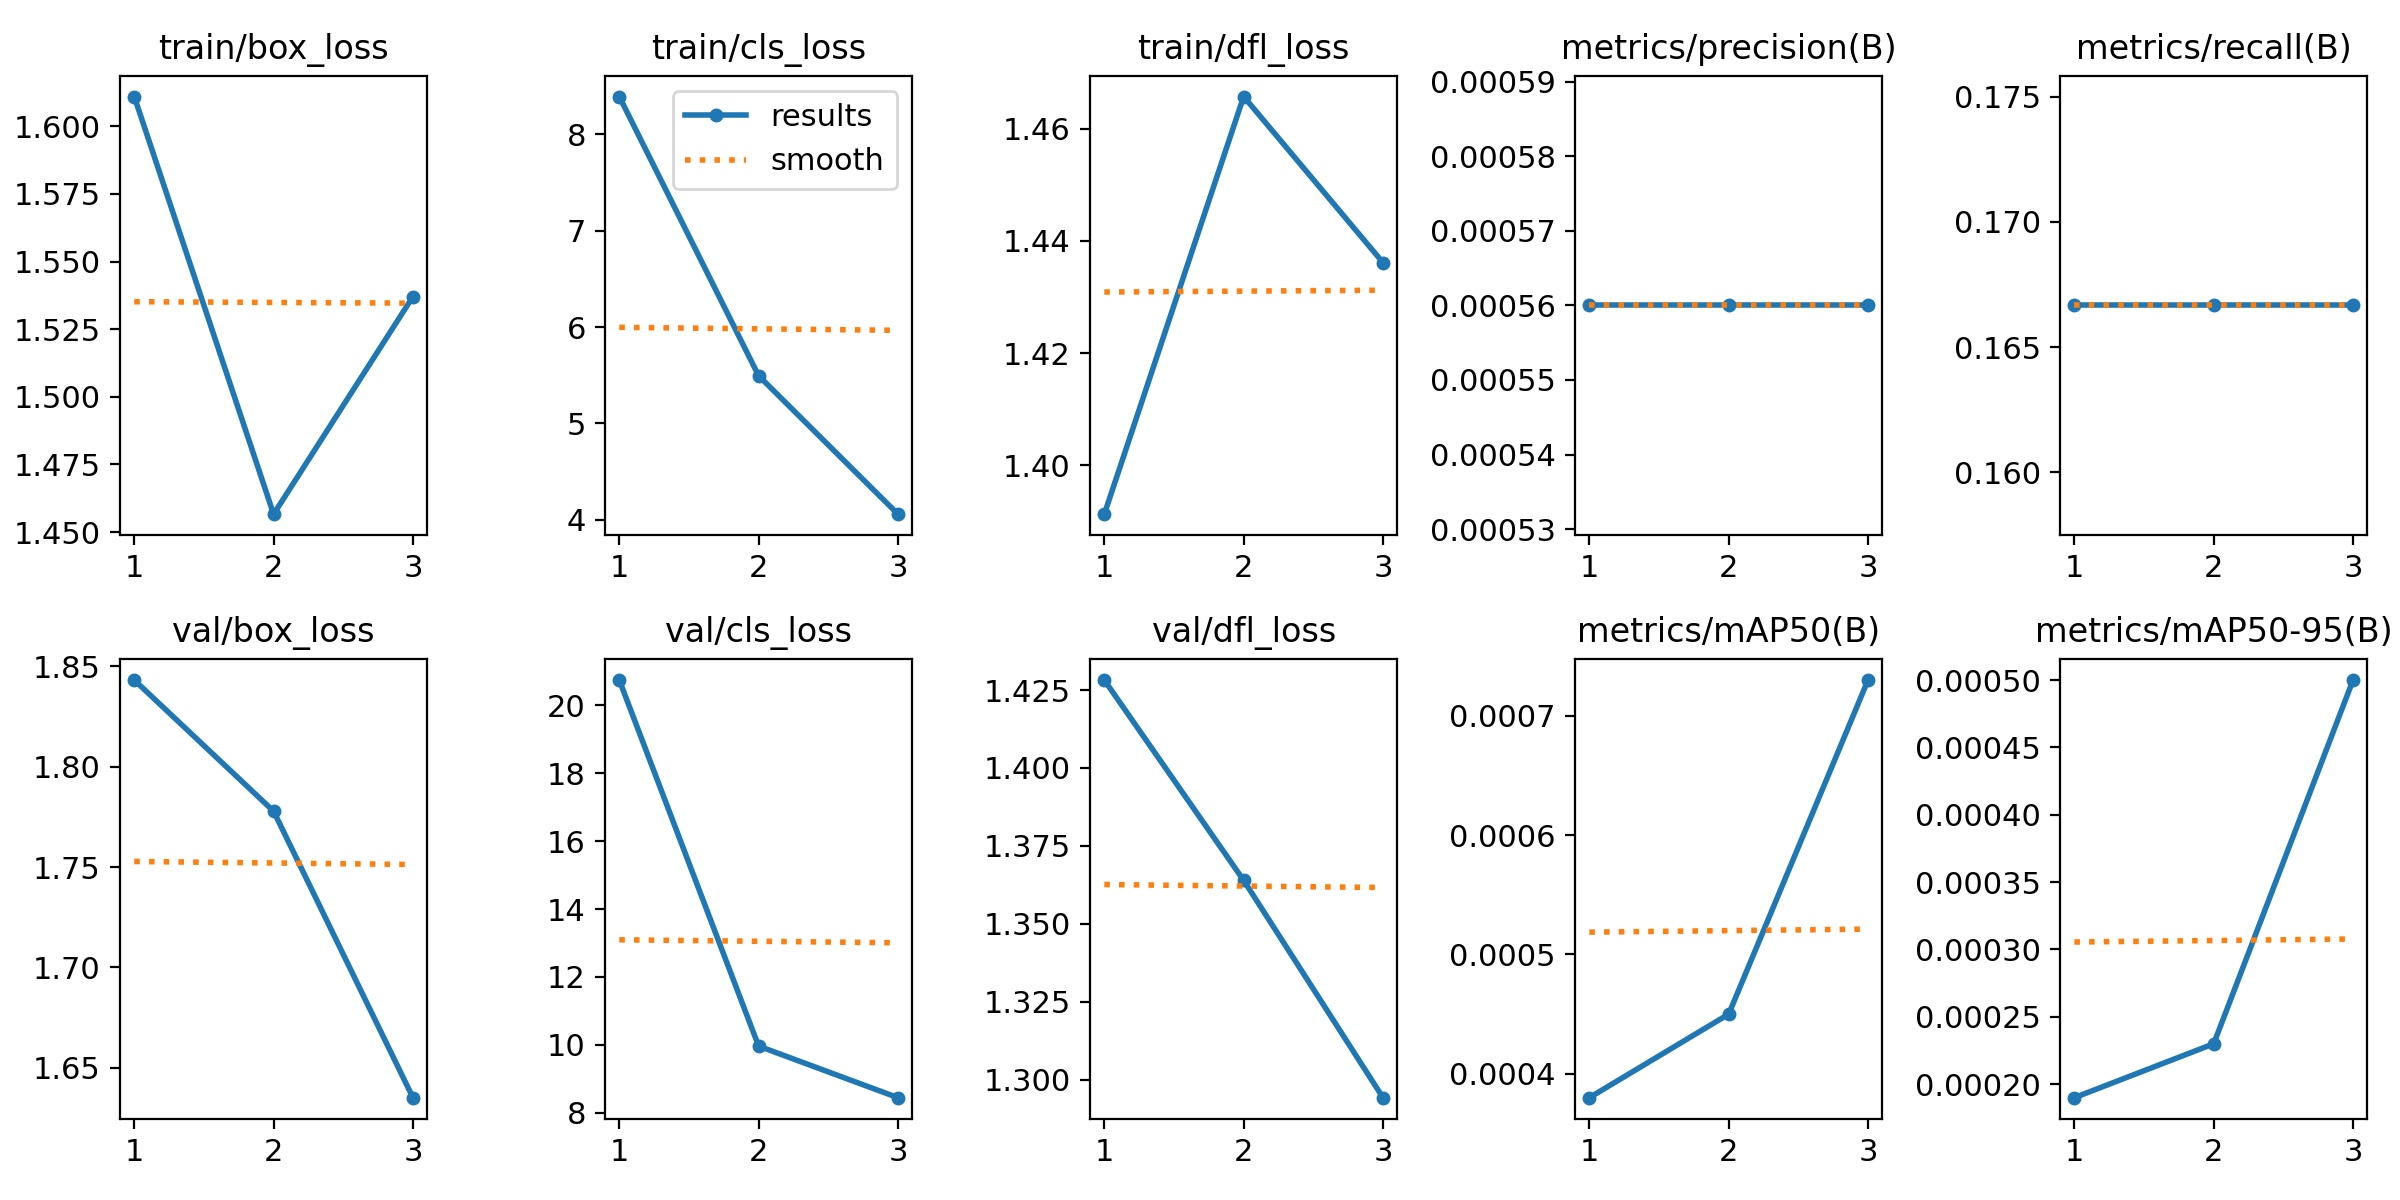 train/box_loss
1.600
1.575
1.550
1.525
1.500
1.475
1.450
1 2 3
train/cls_loss
results
smooth
8
7
6
5
4
1 2 3
train/dfl_loss
1.46
1.44
1.42
1.40
1 2 3
metrics/precision(B)
0.00059
0.00058
0.00057
0.00056
0.00055
0.00054
0.00053
1 2 3
metrics/recall(B)
0.175
0.170
0.165
0.160
1 2 3
val/box_loss
1.85
1.80
1.75
1.70
1.65
1 2 3
val/cls_loss
20
18
16
14
12
10
8
1 2 3
val/dfl_loss
1.425
1.400
1.375
1.350
1.325
1.300
1 2 3
metrics/mAP50(B)
0.0007
0.0006
0.0005
0.0004
1 2 3
metrics/mAP50-95(B)
0.00050
0.00045
0.00040
0.00035
0.00030
0.00025
0.00020
1 2 3